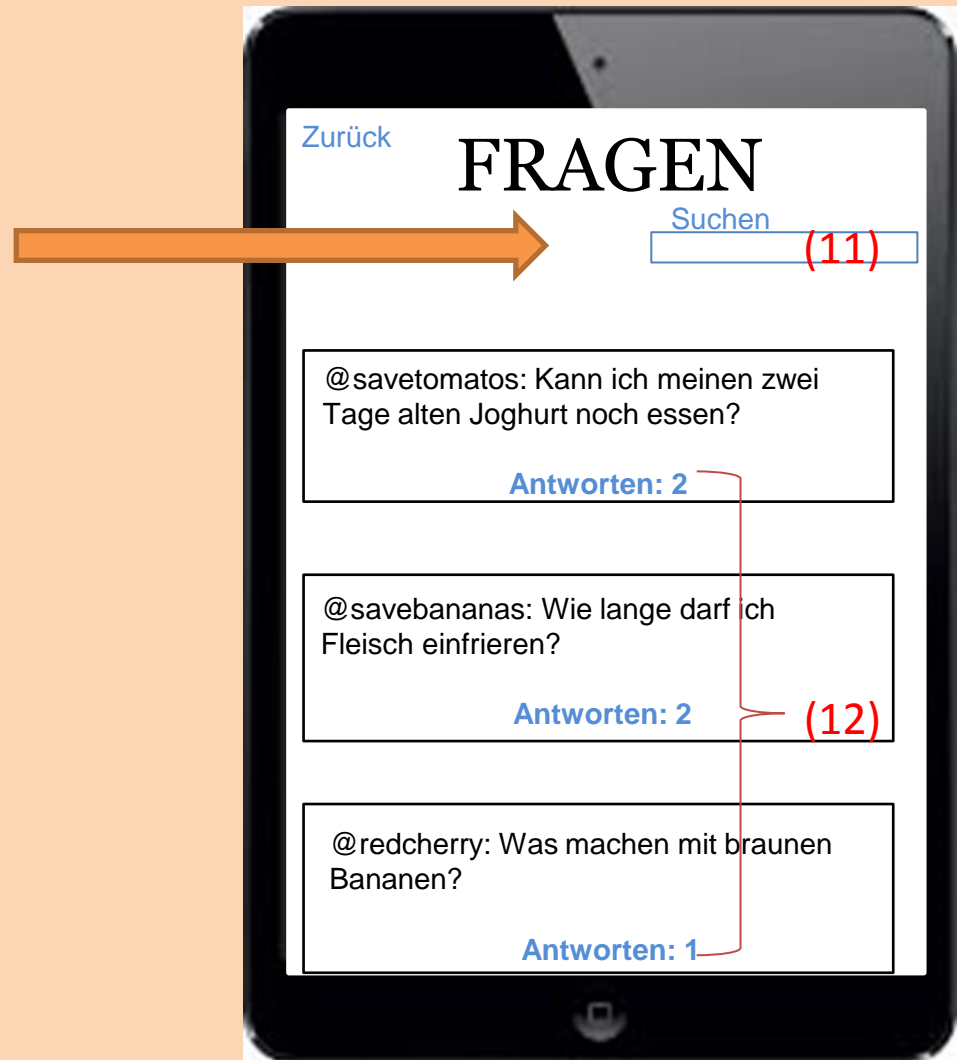 Zurück
FRAGEN
Suchen
(11)
@savetomatos: Kann ich meinen zwei
Tage alten Joghurt noch essen?
Antworten: 2
@savebananas: Wie lange darf ich
Fleisch einfrieren?
Antworten: 2
(12)
@redcherry: Was machen mit braunen
Bananen?
Antworten: 1